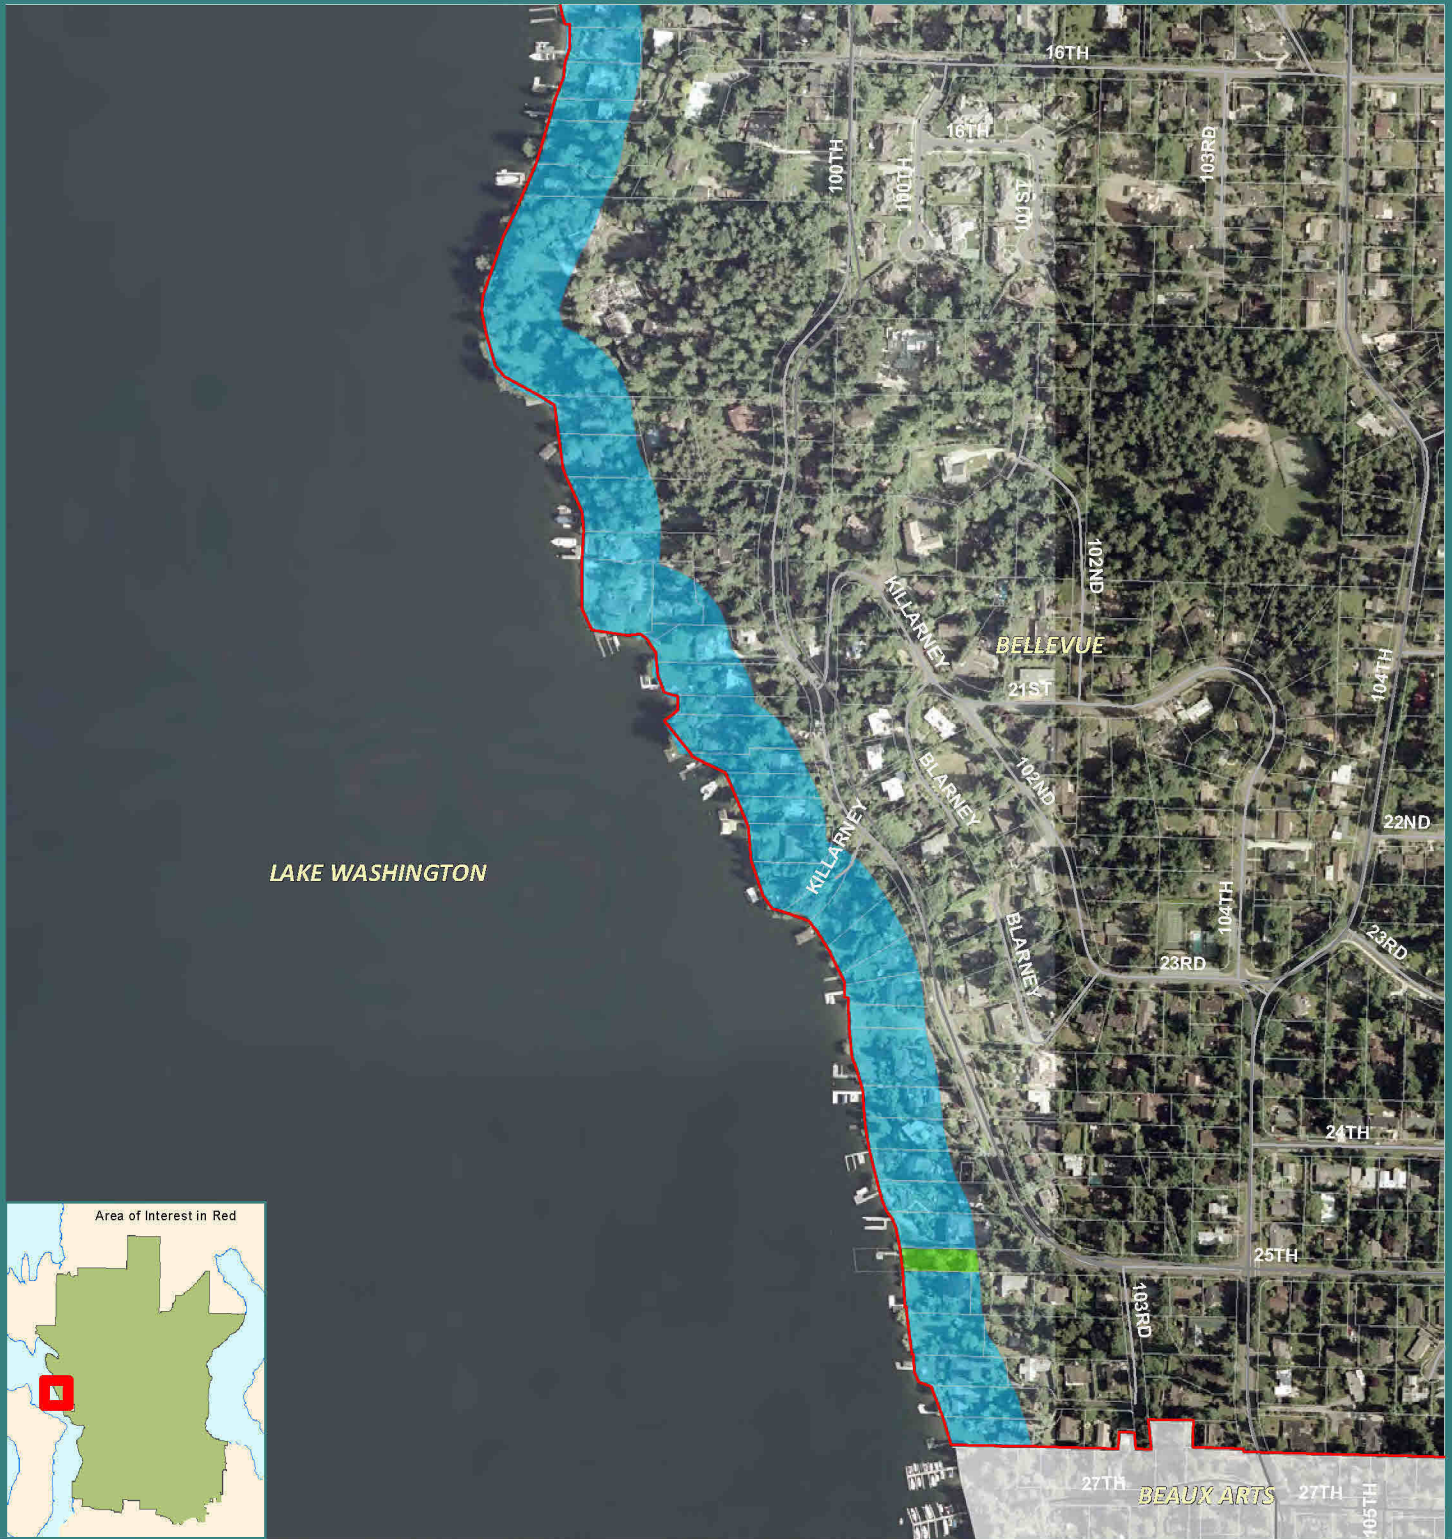 16TH
16TH
100TH
100TH
101ST
103RD
102ND
KILLARNEY
BELLEVUE
104TH
21ST
BLARNEY
102ND
22ND
KILLARNEY
LAKE WASHINGTON
104TH
BLARNEY
23RD
23RD
24TH
Area of Interest in Red
25TH
103RD
27TH
BEAUX ARTS
27TH
105TH